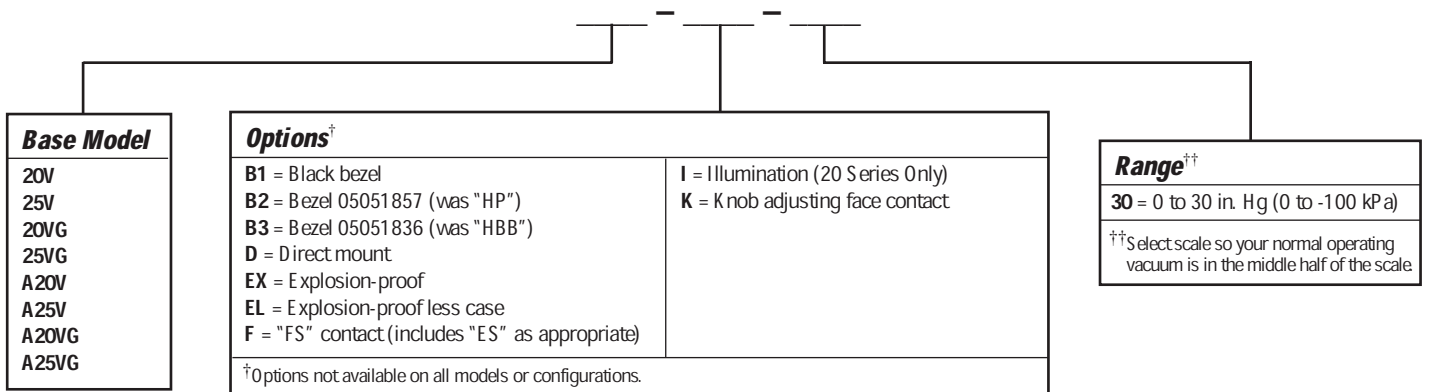 ____ – ____ – ____
Base Model
20V
25V
20VG
25VG
A20V
A25V
A20VG
A25VG
Options†
B1 = Black bezel
B2 = Bezel 05051857 (was "HP")
B3 = Bezel 05051836 (was "HBB")
D = Direct mount
EX = Explosion-proof
EL = Explosion-proof less case
F = "FS" contact (includes "ES" as appropriate)
I = Illumination (20 Series Only)
K = Knob adjusting face contact
†Options not available on all models or configurations.
Range††
30 = 0 to 30 in. Hg (0 to -100 kPa)
††Select scale so your normal operating
vacuum is in the middle half of the scale.